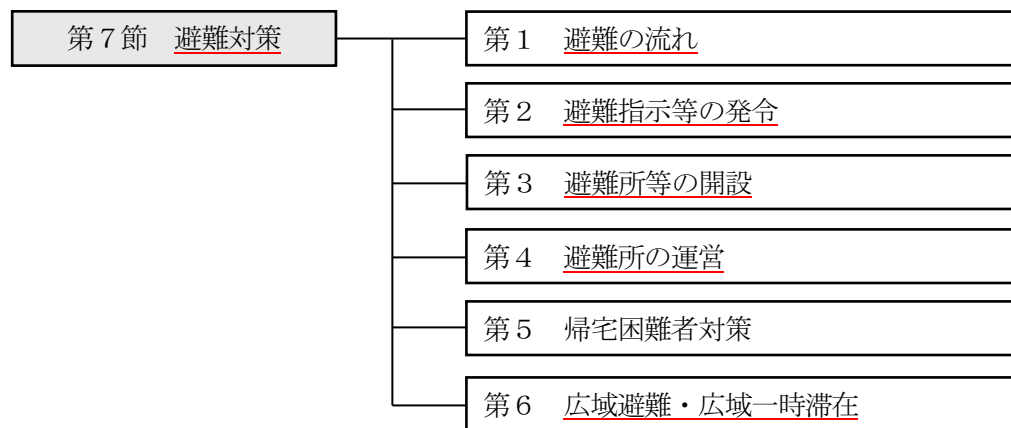 第７節　避難対策
第１　避難の流れ
第２　避難指示等の発令
第３　避難所等の開設
第４　避難所の運営
第５　帰宅困難者対策
第６　広域避難・広域一時滞在